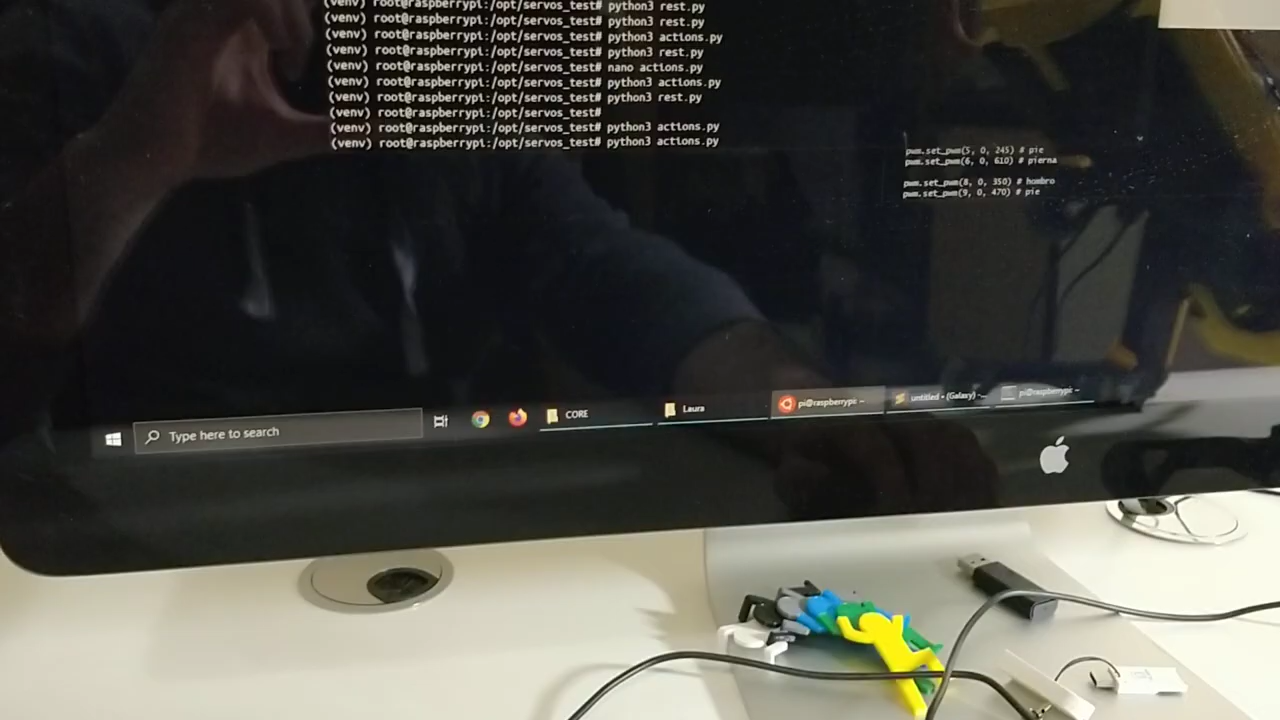 (venv) root@raspberrypi:/opt/servos_test# python3 rest.py
(venv) root@raspberrypi:/opt/servos_test# python3 rest.py
(venv) root@raspberrypi:/opt/servos_test# python3 actions.py
(venv) root@raspberrypi:/opt/servos_test# python3 rest.py
(venv) root@raspberrypi:/opt/servos_test# nano actions.py
(venv) root@raspberrypi:/opt/servos_test# python3 actions.py
(venv) root@raspberrypi:/opt/servos_test# python3 rest.py
(venv) root@raspberrypi:/opt/servos_test#
(venv) root@raspberrypi:/opt/servos_test# python3 actions.py
(venv) root@raspberrypi:/opt/servos_test# python3 actions.py
pwm.set_pwm(5, 0, 245) # pie
pwm.set_pwm(6, 0, 610) # pierna
pwm.set_pwm(8, 0, 350) # hombro
pwm.set_pwm(9, 0, 470) # pie
Type here to search
CORE
Laura
pi@raspberrypi: ~
untitled • (Galaxy) -...
pi@raspberrypi: ~